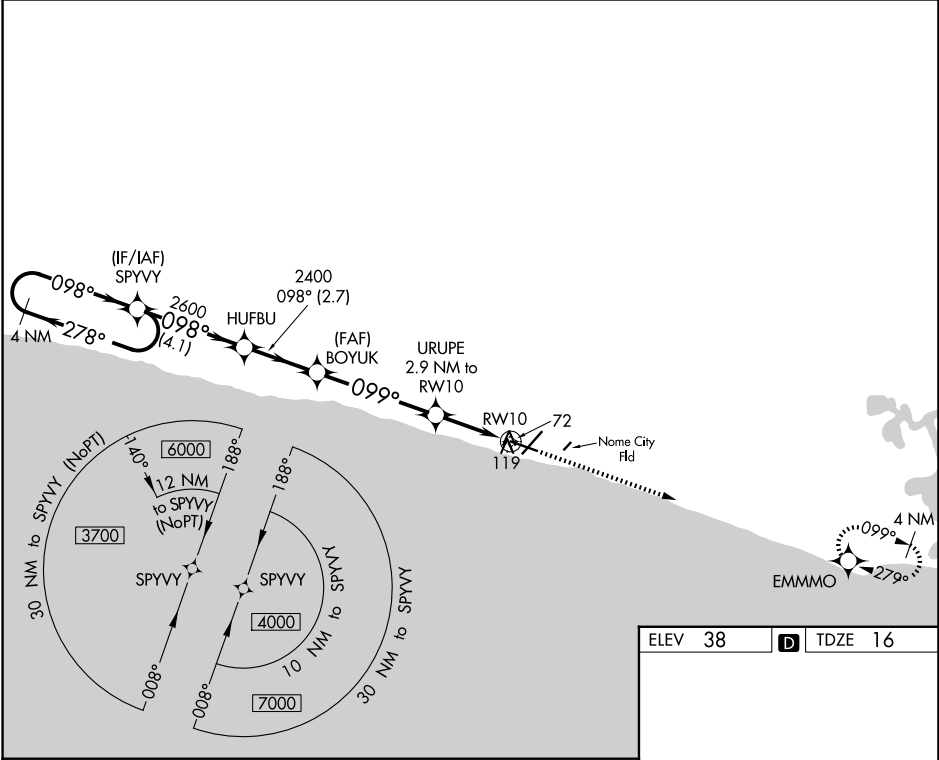 (IF/IAF)
SPYVY
098°
278°
4 NM
2600
098°
(4.1)
HUFBU
2400
098° (2.7)
(FAF)
BOYUK
099°
URUPE
2.9 NM to
RW10
RW10
72
119
Nome City
Fld
099°
4 NM
279°
EMMMO
30 NM to SPYVY (NoPT)
140°
6000
188°
12 NM
to SPYVY
(NoPT)
3700
SPYVY
008°
188°
SPYVY
4000
10 NM to SPYVY
30 NM to SPYVY
7000
008°
ELEV 38
D
TDZE 16